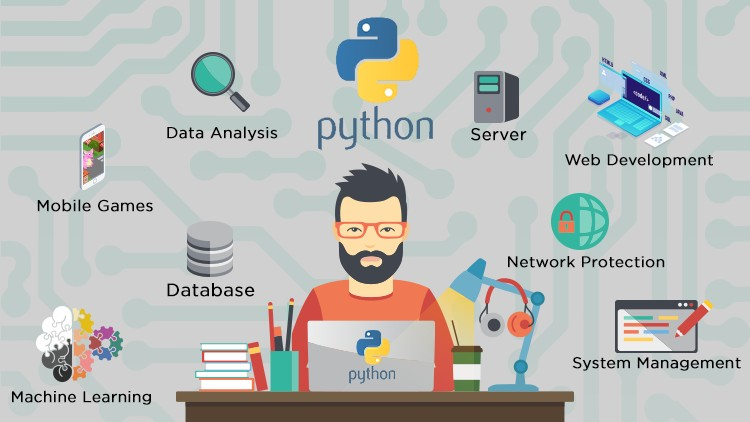 python
Data Analysis
Server
Web Development
Mobile Games
Network Protection
Database
python
System Management
Machine Learning